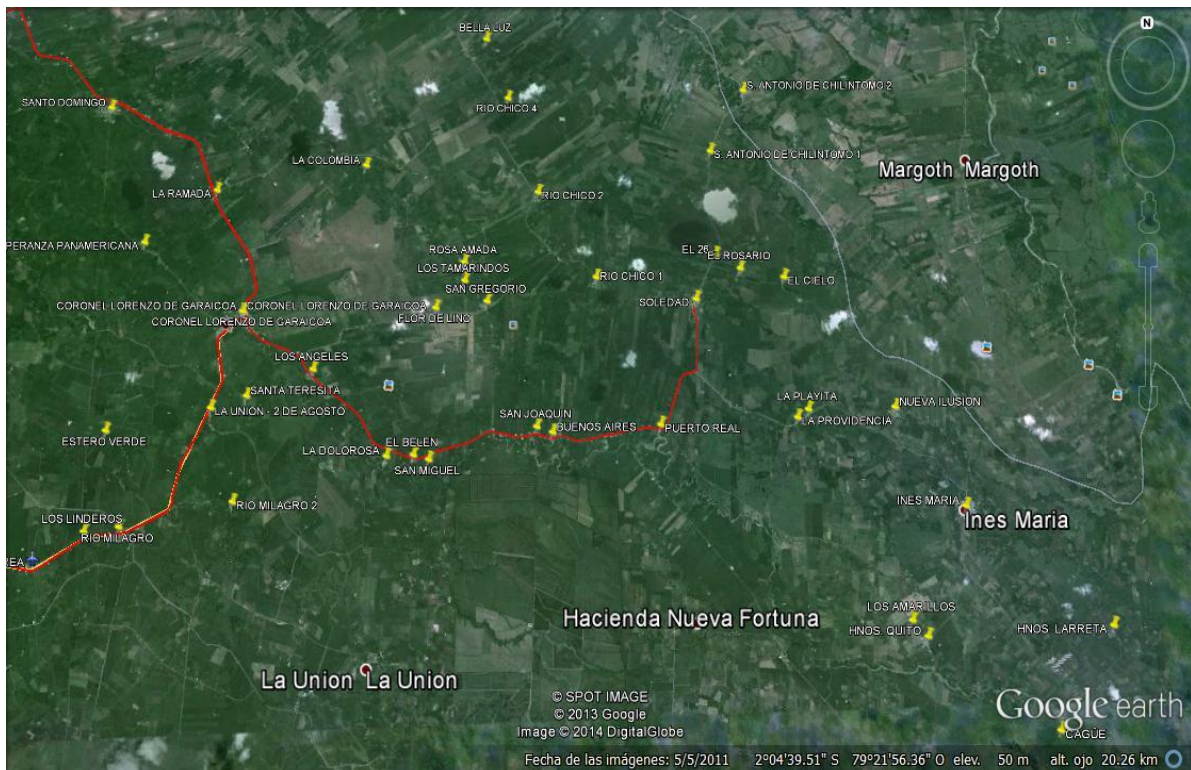 BELLA LUZ
N
S. ANTONIO DE CHILINTOMO 2
SANTO DOMINGO
RIO CHICO 4
S. ANTONIO DE CHILINTOMO 1
LA COLOMBIA
Margoth Margoth
LA RAMADA
RIO CHICO 2
PERANZA PANAMERICANA
ROSA AMADA
EL 26
EL ROSARIO
LOS TAMARINDOS
RIO CHICO 1
EL CIELO
SAN GREGORIO
SOLEDAD
CORONEL LORENZO DE GARAICOA
CORONEL LORENZO DE GARAICOA
FLOR DE LINC
CORONEL LORENZO DE GARAICOA
LOS ANGELES
SANTA TERESITA
LA PLAYITA
NUEVA ILUSION
LA UNION - 2 DE AGOSTO
SAN JOAQUIN
LA PROVIDENCIA
BUENOS AIRES
PUERTO REAL
ESTERO VERDE
EL BELEN
LA DOLOROSA
SAN MIGUEL
INES MARIA
RIO MILAGRO 2
Ines Maria
LOS LINDEROS
RIO MILAGRO
REA
LOS AMARILLOS
Hacienda Nueva Fortuna
HNOS. QUITO
HNOS. LARRETA
La Union La Union
© SPOT IMAGE
© 2013 Google
Image © 2014 DigitalGlobe
Google earth
CAGÜE
Fecha de las imágenes: 5/5/2011 2°04'39.51" S 79°21'56.36" O elev. 50 m alt. ojo 20.26 km